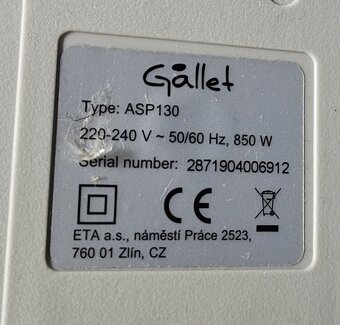 Gallet
Type: ASP130
220-240 V ~ 50/60 Hz, 850 W
Serial number: 2871904006912
CE
ETA a.s., náměstí Práce 2523,
760 01 Zlín, CZ